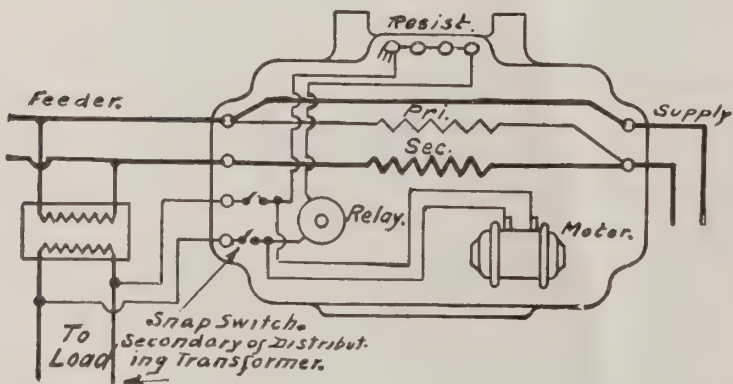 Resist.
Feeder.
Pri.
Supply
Sec.
Relay.
Motor.
Snap Switch.
To
Load
Secondary of Distribut-
ing Transformer.